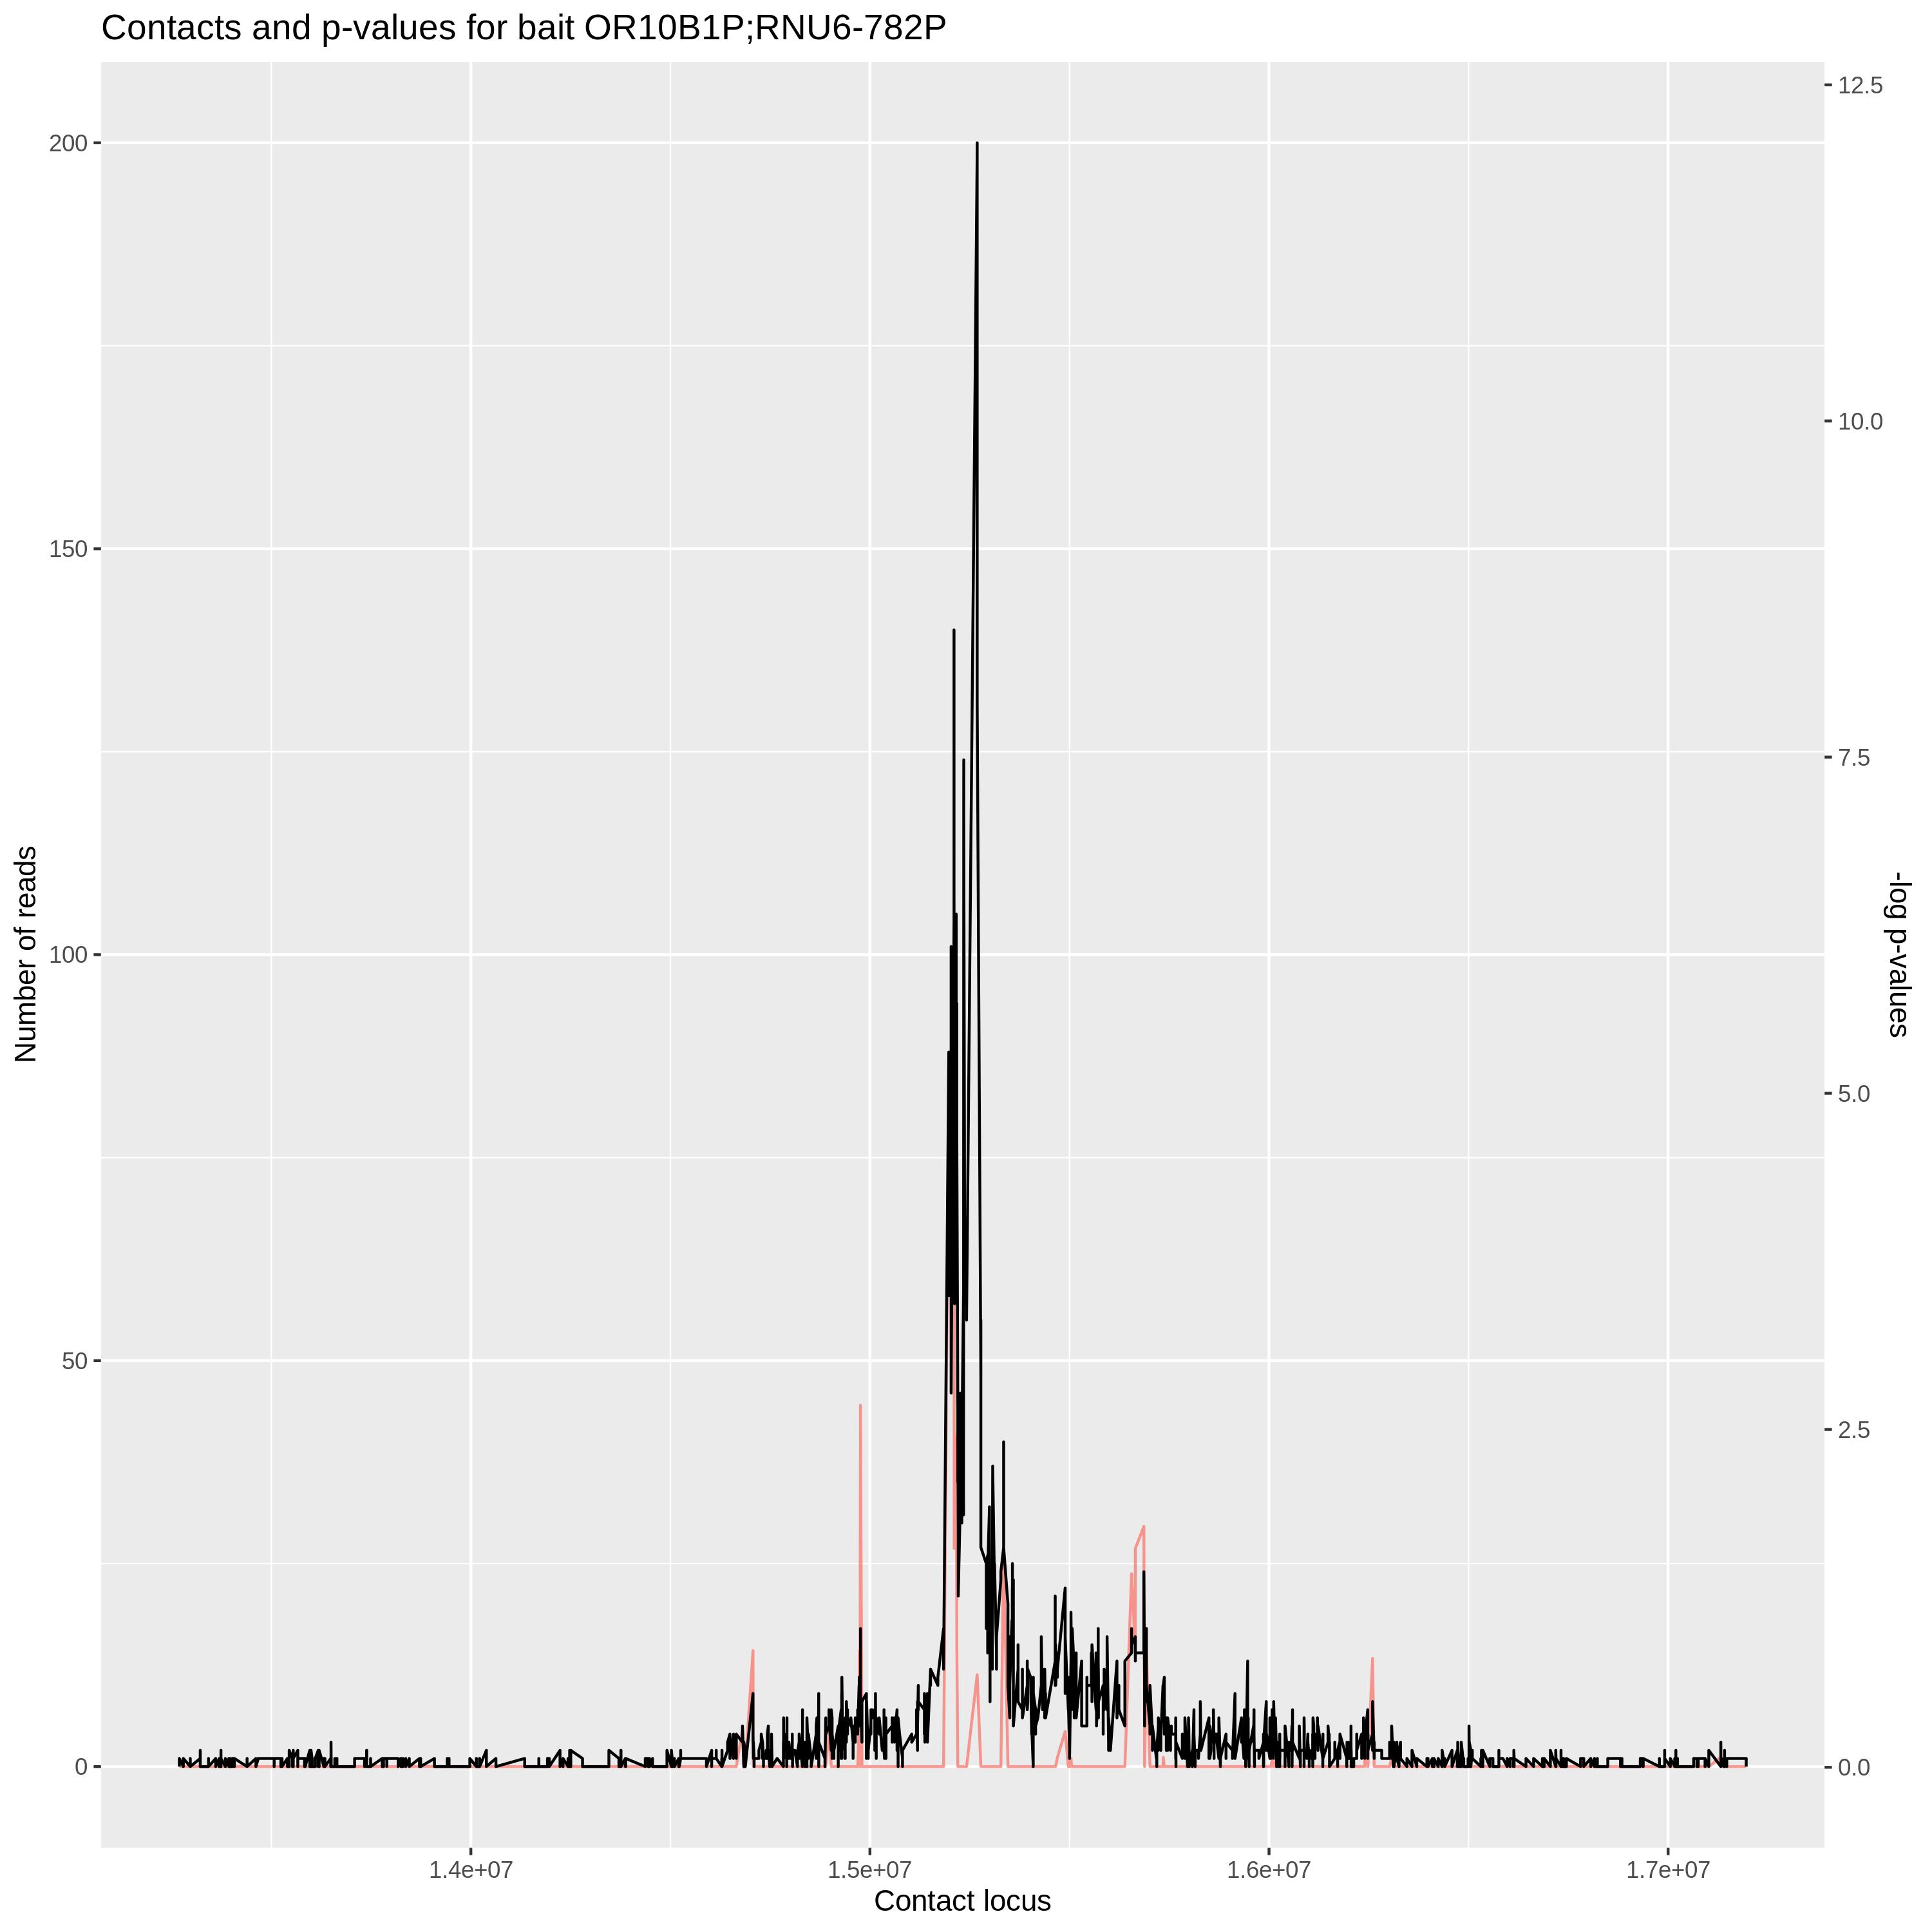 Contacts and p-values for bait OR10B1P;RNU6-782P
200
150
100
50
0
Number of reads
12.5
10.0
7.5
5.0
2.5
0.0
-log p-values
1.4e+07
1.5e+07
1.6e+07
1.7e+07
Contact locus